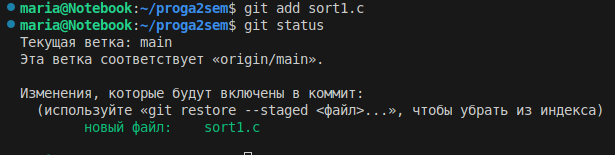 maria@Notebook:~/proga2sem$ git add sort1.c
maria@Notebook:~/proga2sem$ git status
Текущая ветка: main
Эта ветка соответствует «origin/main».
Изменения, которые будут включены в коммит:
(используйте «git restore --staged <файл>...», чтобы убрать из индекса)
новый файл: sort1.c